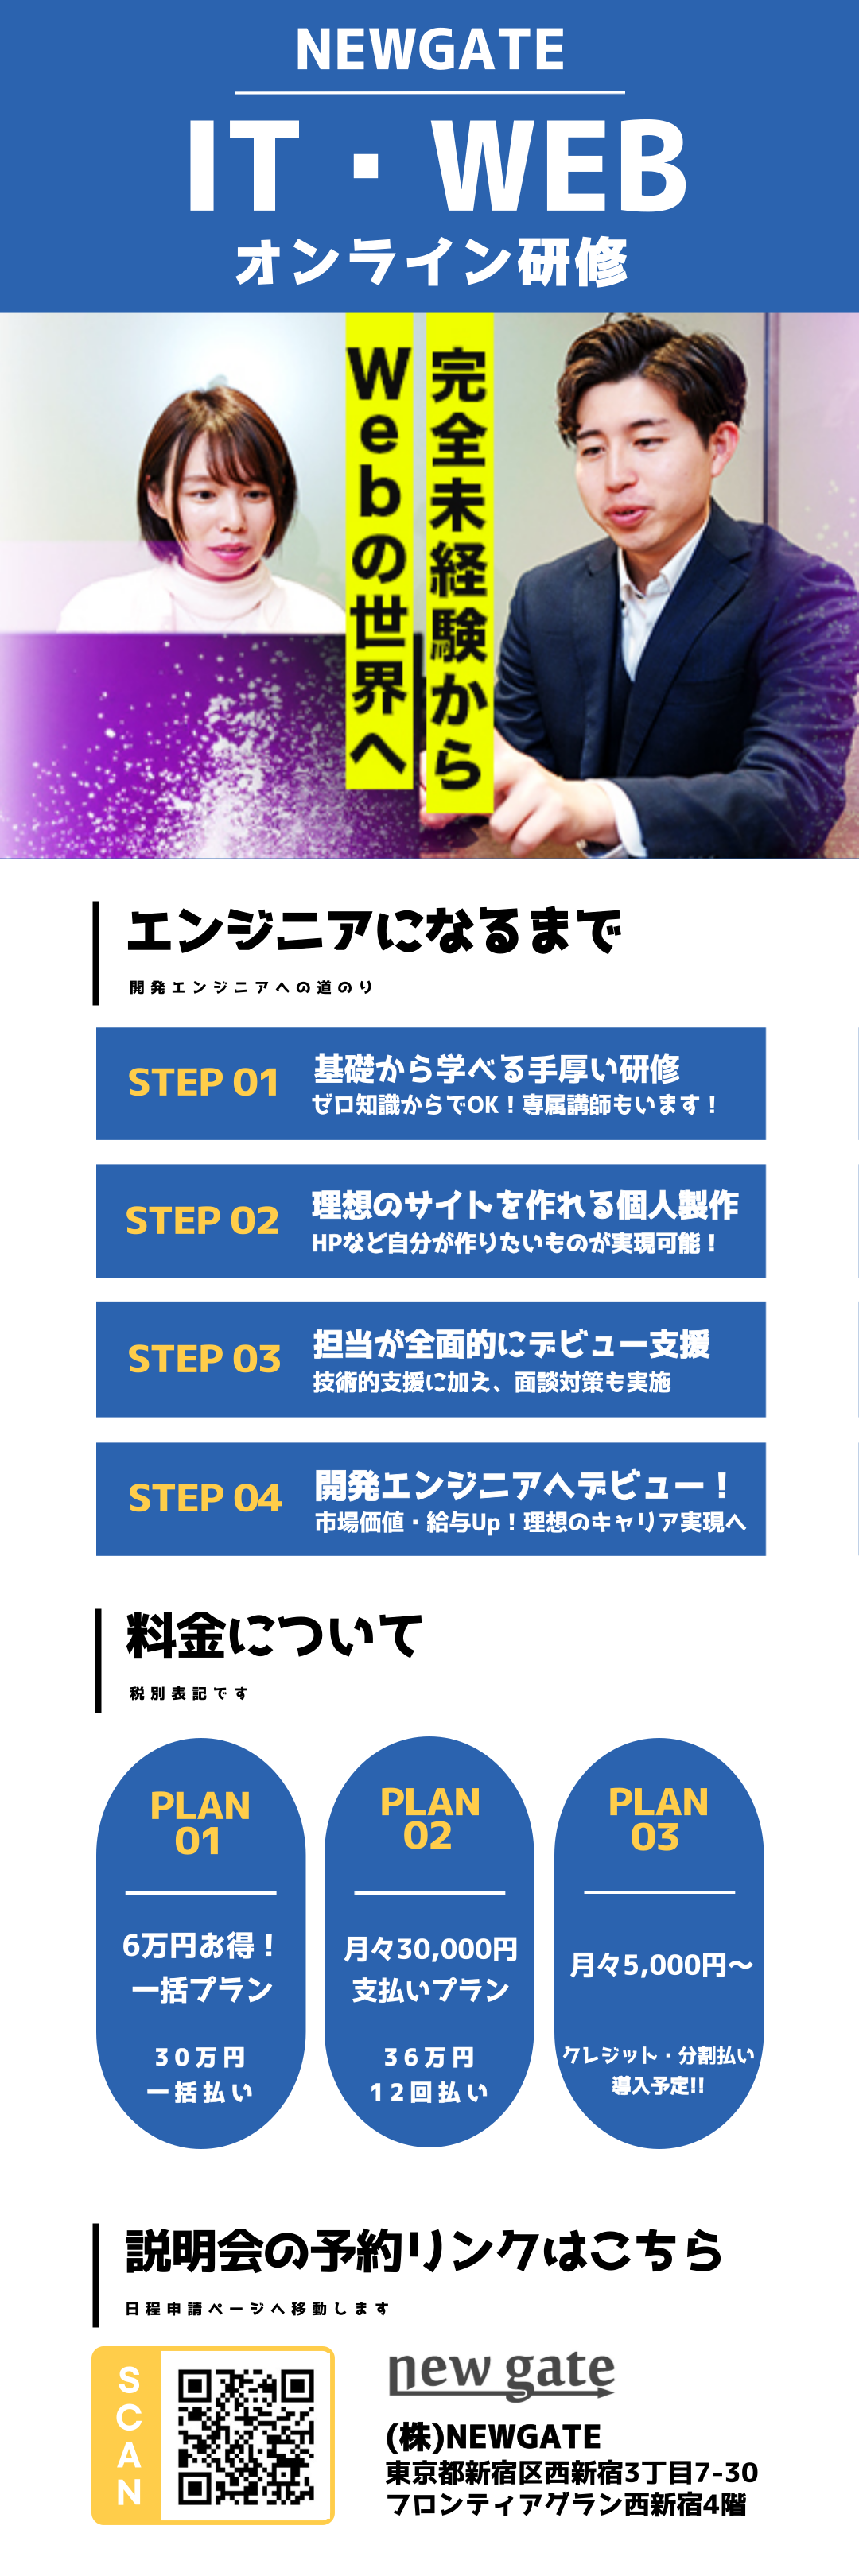 NEWGATE
IT・WEB
オンライン研修
完全未経験から
Webの世界へ
エンジニアになるまで
開発エンジニアへの道のり
STEP 01
基礎から学べる手厚い研修
ゼロ知識からでOK！専属講師もいます！
STEP 02
理想のサイトを作れる個人製作
HPなど自分が作りたいものが実現可能！
STEP 03
担当が全面的にデビュー支援
技術的支援に加え、面談対策も実施
STEP 04
開発エンジニアへデビュー！
市場価値・給与Up！理想のキャリア実現へ
料金について
税別表記です
PLAN
01
6万円お得！
一括プラン
30万円
一括払い
PLAN
02
月々30,000円
支払いプラン
36万円
12回払い
PLAN
03
月々5,000円〜
クレジット・分割払い
導入予定!!
説明会の予約リンクはこちら
日程申請ページへ移動します
SCAN
new gate
(株)NEWGATE
東京都新宿区西新宿3丁目7-30
フロンティアグラン西新宿4階